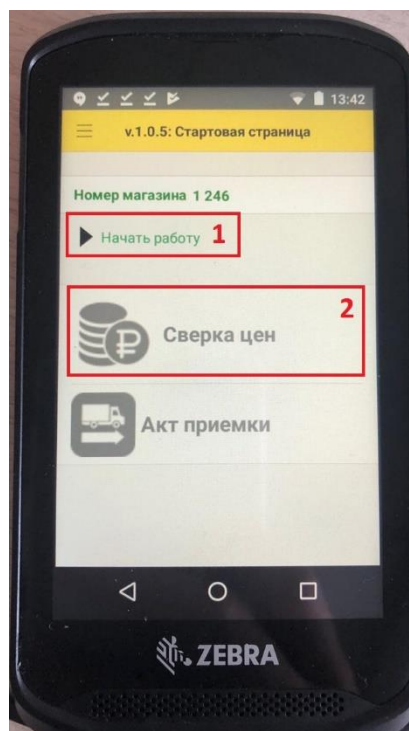 13:42
v.1.0.5: Стартовая страница
Номер магазина 1 246
Начать работу 1
2
Сверка цен
Акт приемки
ZEBRA